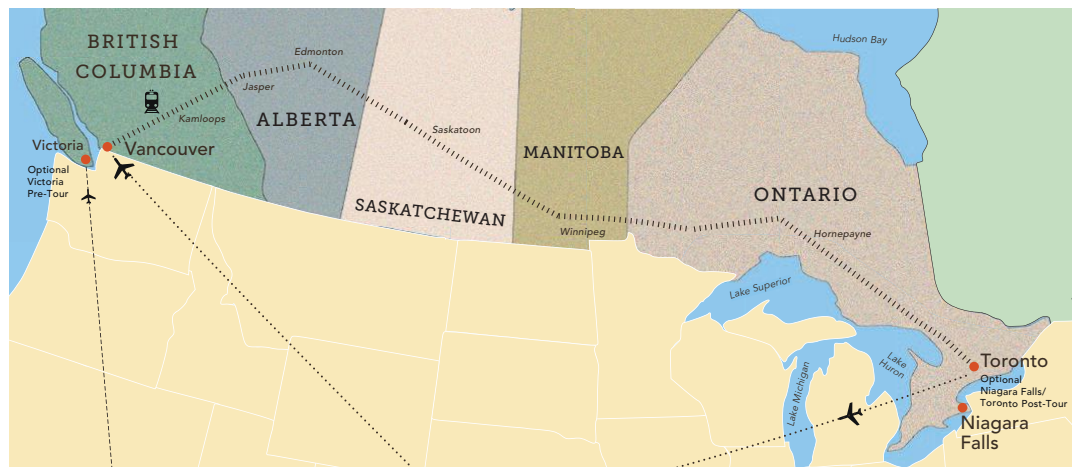 BRITISH
COLUMBIA
Edmonton
Jasper
Kamloops
ALBERTA
Hudson Bay
Saskatoon
Victoria
Vancouver
MANITOBA
Optional
Victoria
Pre-Tour
SASKATCHEWAN
ONTARIO
Winnipeg
Hornepayne
Lake Superior
Lake
Huron
Lake Michigan
Toronto
Optional
Niagara Falls/
Toronto Post-Tour
Niagara
Falls